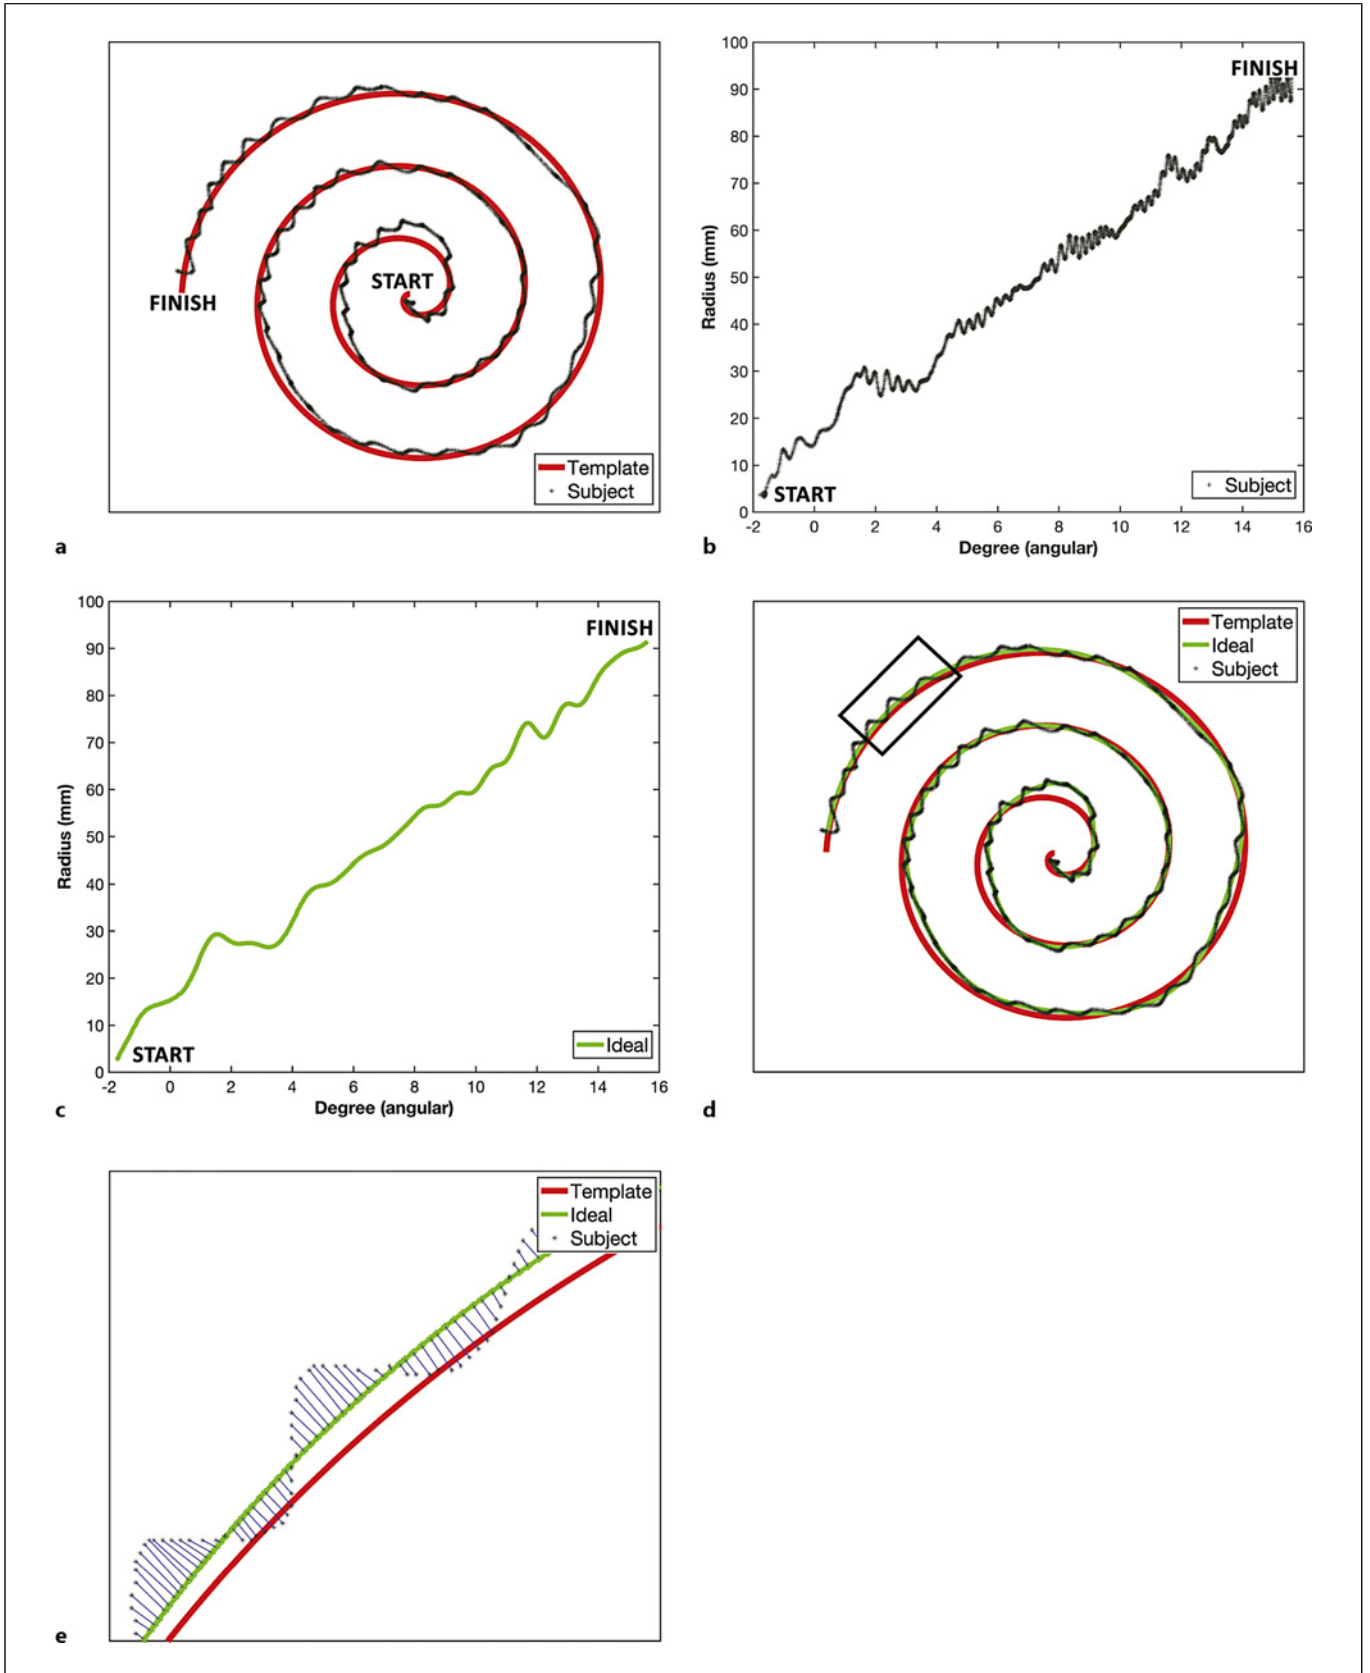 START
FINISH
Template
Subject
a
100
90
80
70
60
50
40
30
20
10
0
Radius (mm)
FINISH
START
Subject
-2 0 2 4 6 8 10 12 14 16
Degree (angular)
b
100
90
80
70
60
50
40
30
20
10
0
Radius (mm)
FINISH
START
Ideal
-2 0 2 4 6 8 10 12 14 16
Degree (angular)
c
Template
Ideal
Subject
d
Template
Ideal
Subject
e